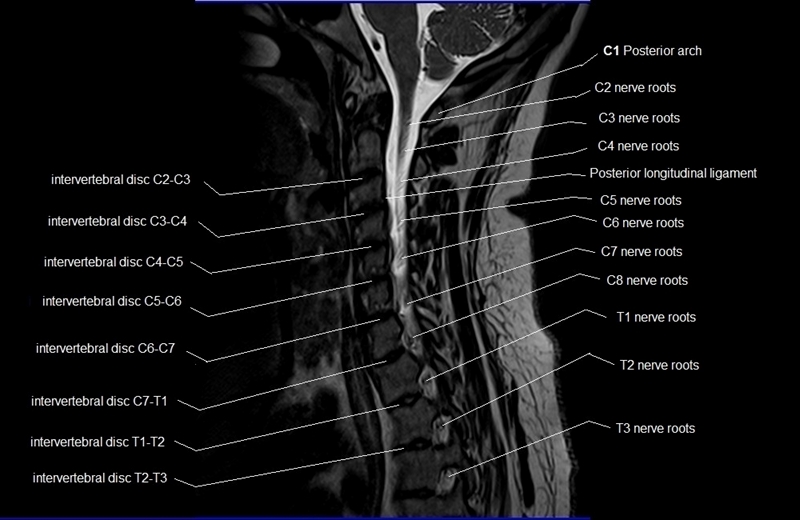 C1 Posterior arch
C2 nerve roots
C3 nerve roots
C4 nerve roots
Posterior longitudinal ligament
C5 nerve roots
C6 nerve roots
C7 nerve roots
C8 nerve roots
T1 nerve roots
T2 nerve roots
T3 nerve roots
intervertebral disc C2-C3
intervertebral disc C3-C4
intervertebral disc C4-C5
intervertebral disc C5-C6
intervertebral disc C6-C7
intervertebral disc C7-T1
intervertebral disc T1-T2
intervertebral disc T2-T3